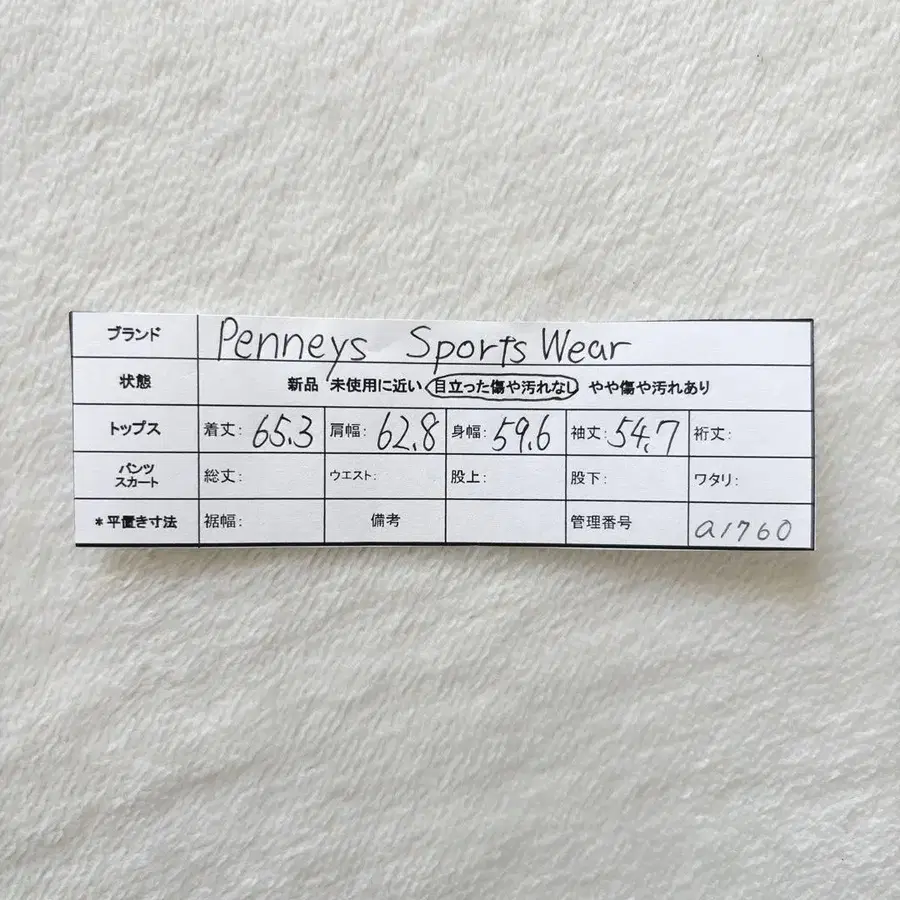 ブランド Penneys Sports Wear
状態 新品 未使用に近い 目立った傷や汚れなし やや傷や汚れあり
トップス 着丈: 65.3 肩幅: 62.8 身幅: 59.6 袖丈: 54.7 裄丈:
パンツ
スカート 総丈: ウエスト: 股上: 股下: ワタリ:
*平置き寸法 裾幅: 備考 管理番号 a1760